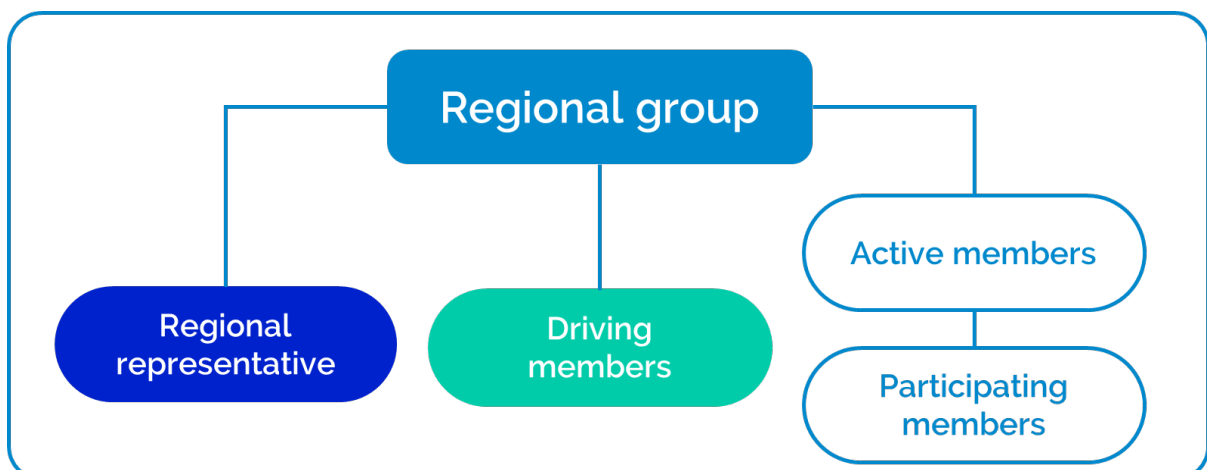 Regional group
Active members
Regional
representative
Driving
members
Participating
members